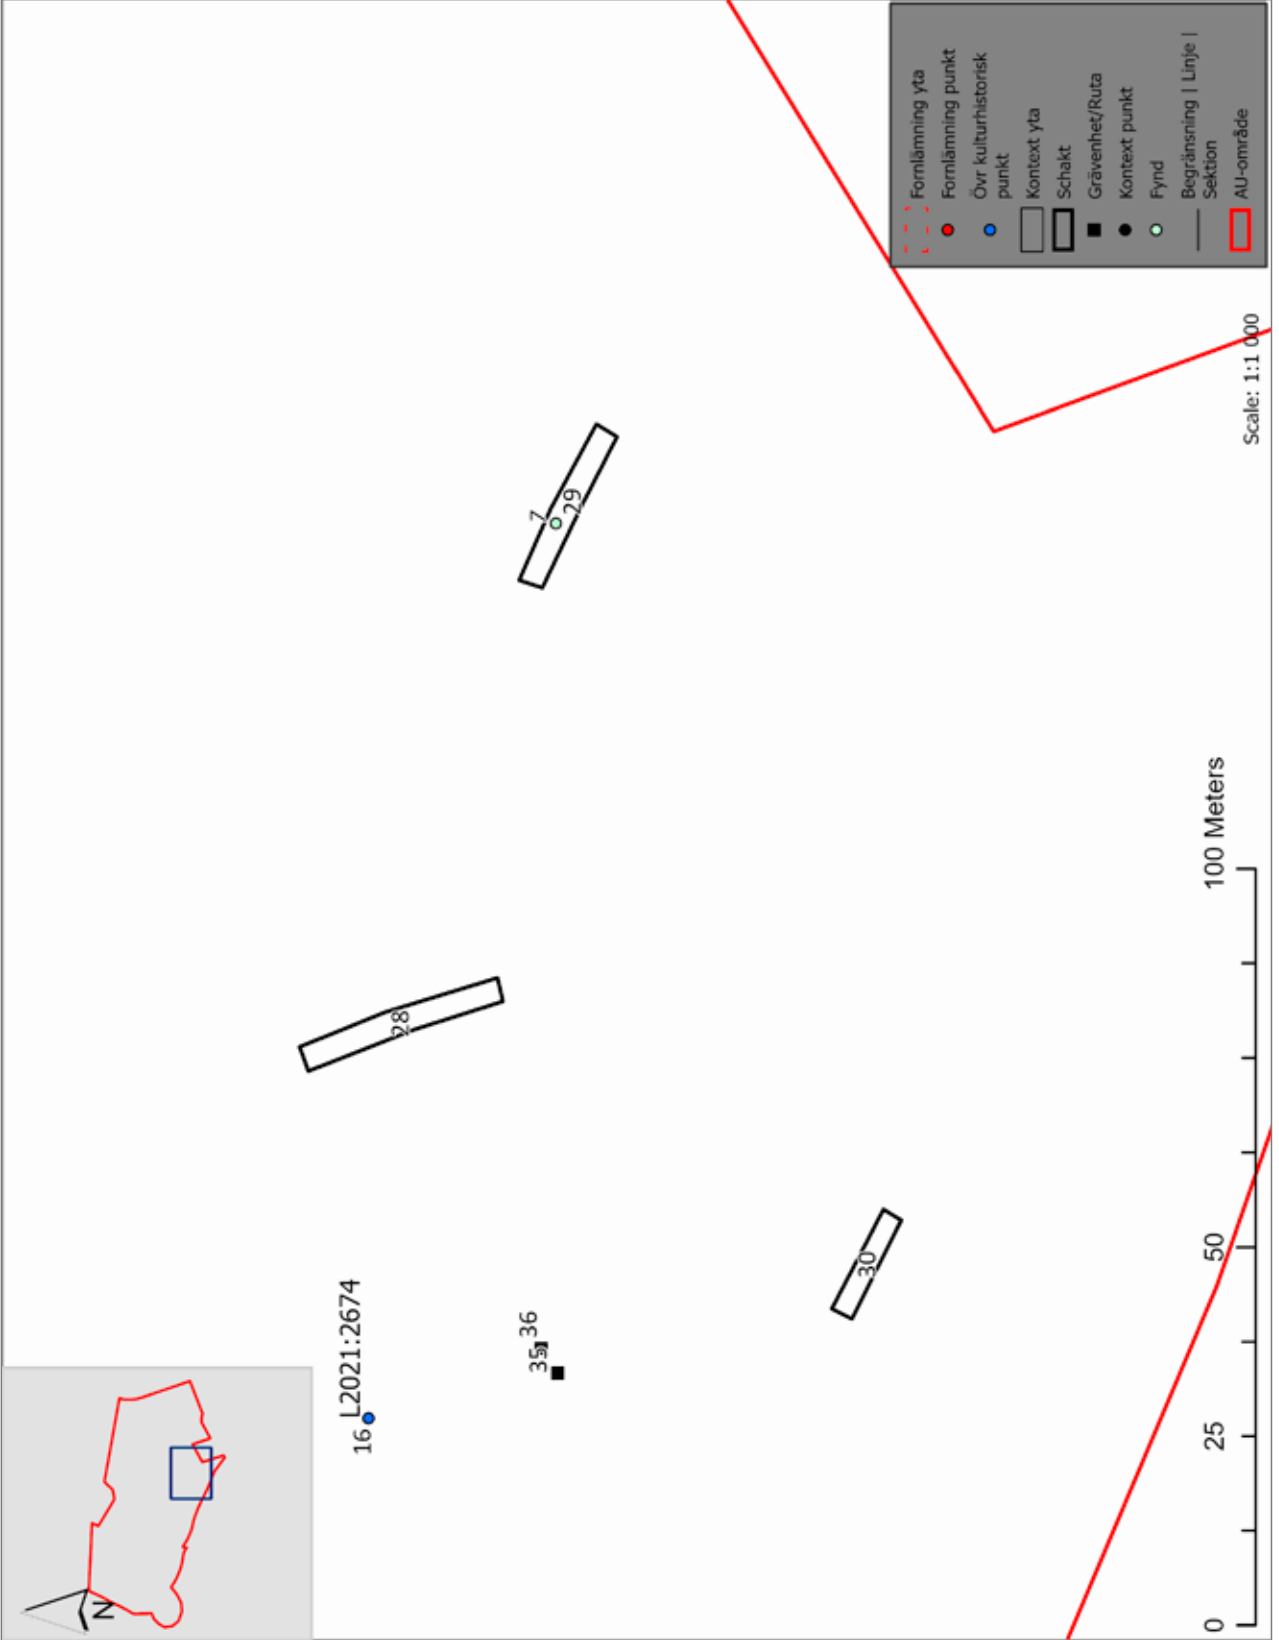 N
16
L2021:2674
35
36
28
7
29
30
0
25
50
100 Meters
Scale: 1:1 000
Fornlämning yta
Fornlämning punkt
Övr kulturhistorisk
punkt
Kontext yta
Schakt
Grävenhet/Ruta
Kontext punkt
Fynd
Begränsning | Linje |
Sektion
AU-område